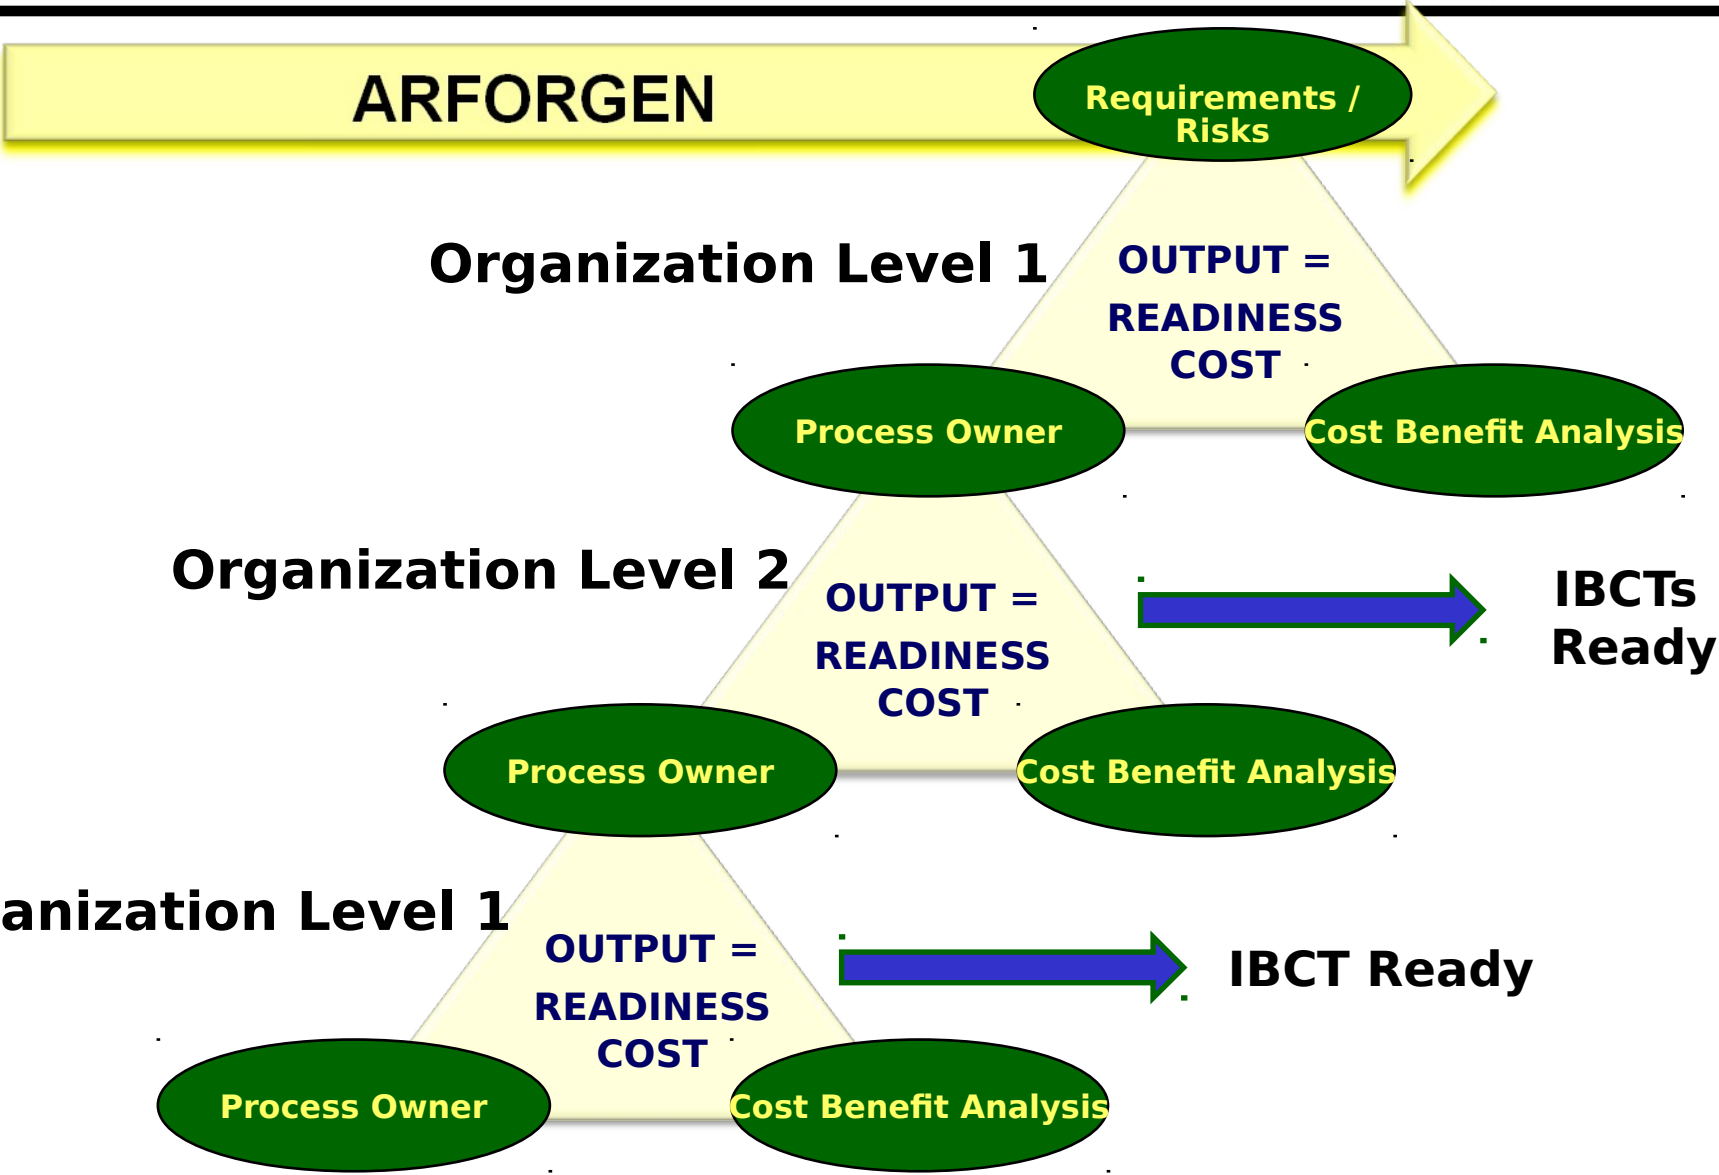 ARFORGEN
Requirements /
Risks
Organization Level 1
OUTPUT =
READINESS
COST
Process Owner
Cost Benefit Analysis
Organization Level 2
OUTPUT =
READINESS
COST
IBCTs
Ready
Process Owner
Cost Benefit Analysis
anization Level 1
OUTPUT =
READINESS
COST
IBCT Ready
Process Owner
Cost Benefit Analysis